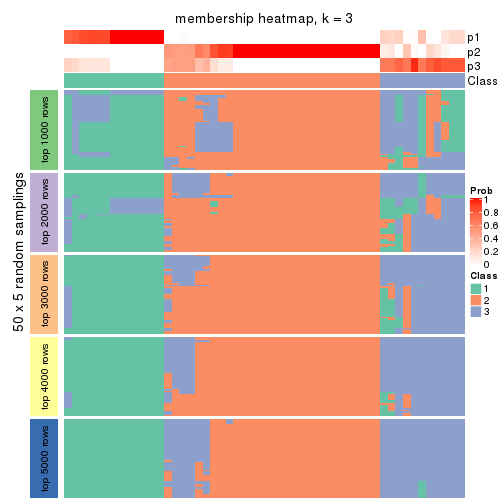 membership heatmap, k = 3
p1
p2
p3
Class
50 x 5 random samplings
top 1000 rows
top 2000 rows
top 3000 rows
top 4000 rows
top 5000 rows
Prob
1
0.8
0.6
0.4
0.2
0
Class
1
2
3